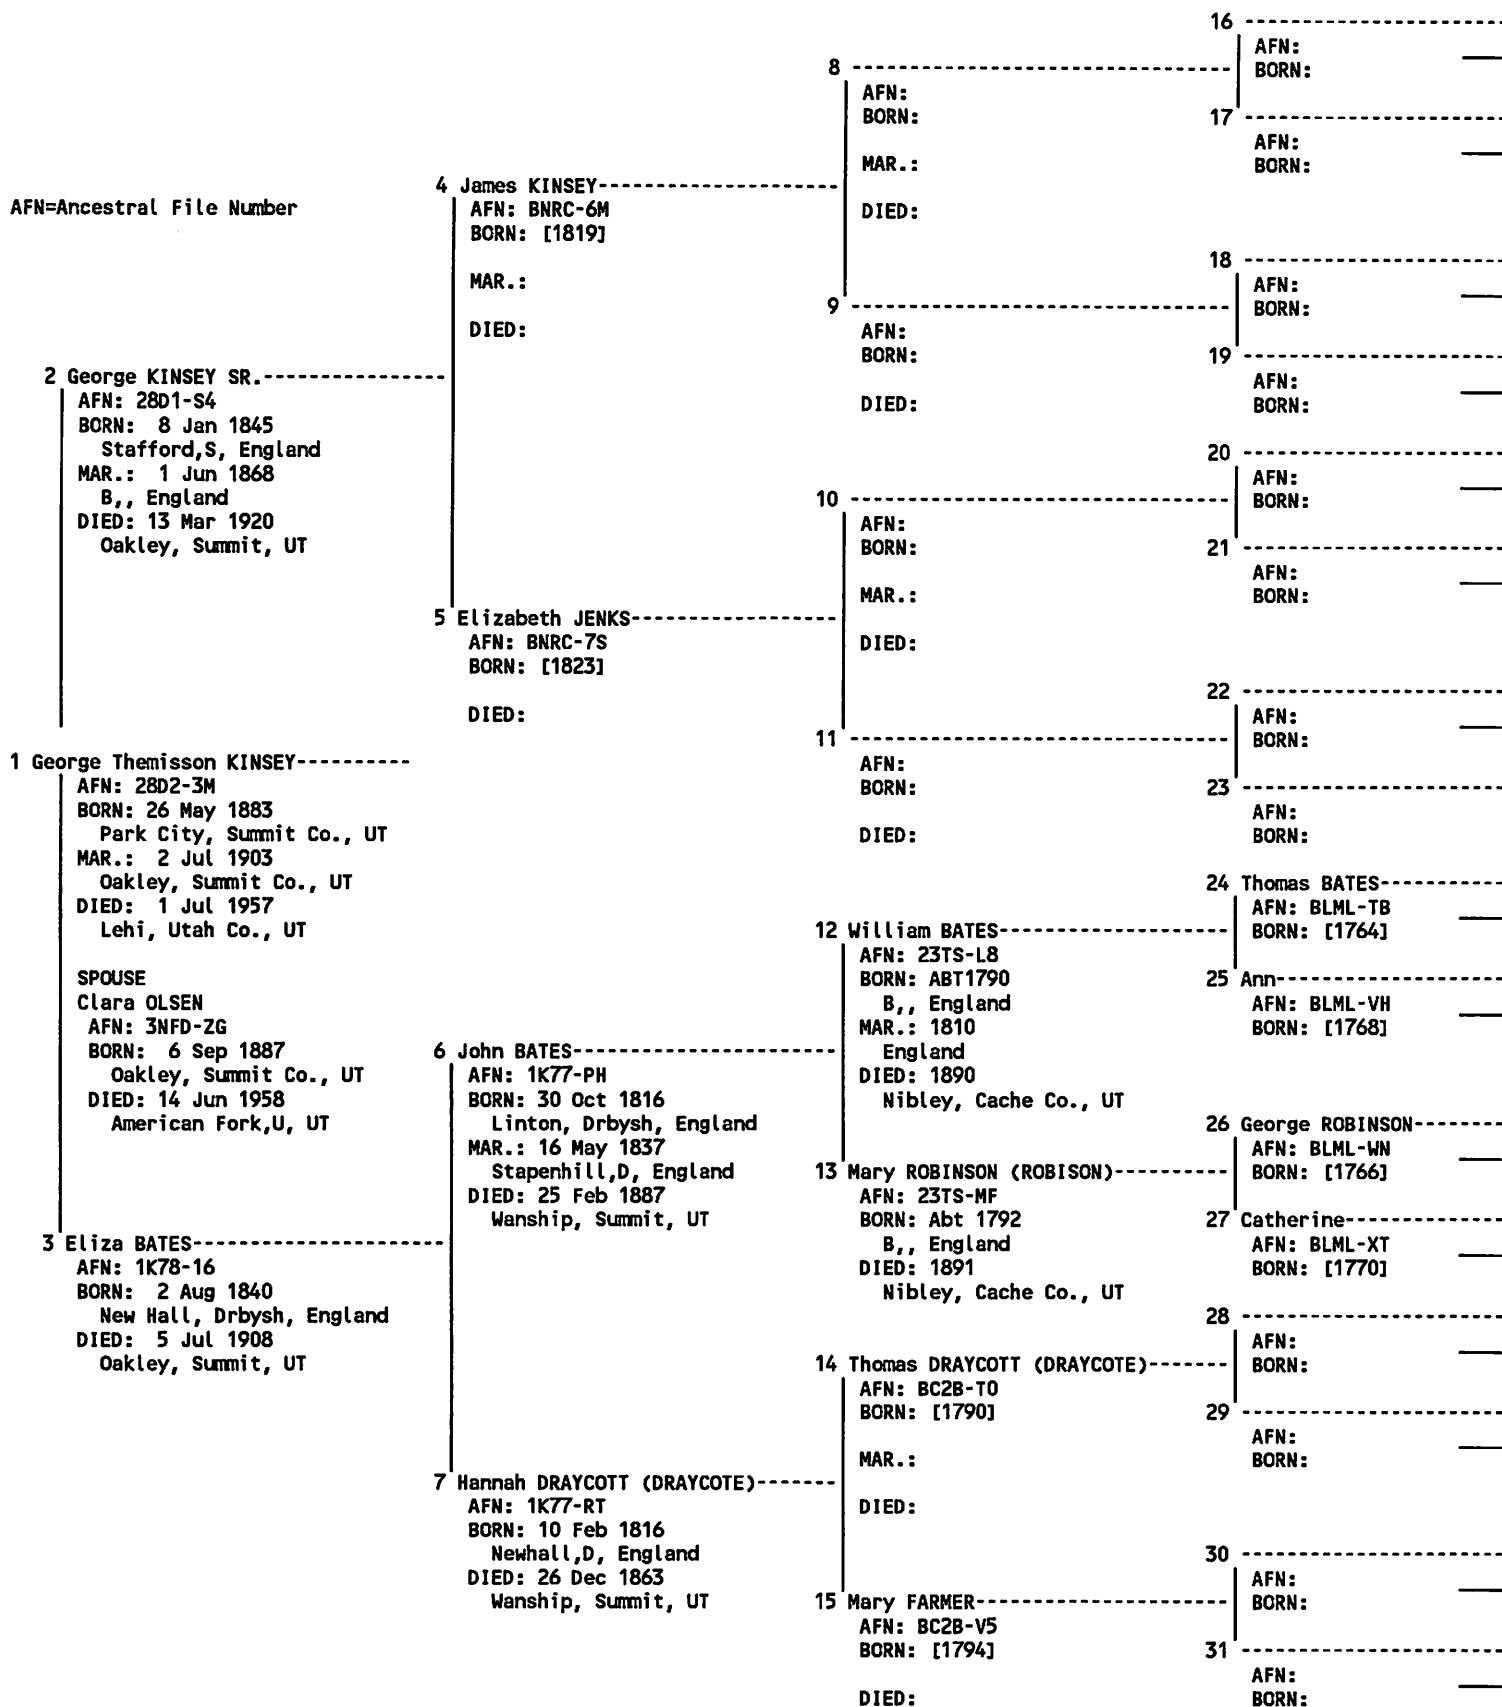 AFN=Ancestral File Number
1 George Themisson KINSEY----------
AFN: 28D2-3M
BORN: 26 May 1883
Park City, Summit Co., UT
MAR.: 2 Jul 1903
Oakley, Summit Co., UT
DIED: 1 Jul 1957
Lehi, Utah Co., UT
SPOUSE
Clara OLSEN
AFN: 3NFD-ZG
BORN: 6 Sep 1887
Oakley, Summit Co., UT
DIED: 14 Jun 1958
American Fork,U, UT
2 George KINSEY SR.----------------
AFN: 28D1-S4
BORN: 8 Jan 1845
Stafford,S, England
MAR.: 1 Jun 1868
B,, England
DIED: 13 Mar 1920
Oakley, Summit, UT
3 Eliza BATES----------------------
AFN: 1K78-16
BORN: 2 Aug 1840
New Hall, Drbysh, England
DIED: 5 Jul 1908
Oakley, Summit, UT
4 James KINSEY---------------------
AFN: BNRC-6M
BORN: [1819]
MAR.:
DIED:
5 Elizabeth JENKS------------------
AFN: BNRC-7S
BORN: [1823]
DIED:
6 John BATES-----------------------
AFN: 1K77-PH
BORN: 30 Oct 1816
Linton, Drbysh, England
MAR.: 16 May 1837
Stapenhill,D, England
DIED: 25 Feb 1887
Wanship, Summit, UT
7 Hannah DRAYCOTT (DRAYCOTE)-------
AFN: 1K77-RT
BORN: 10 Feb 1816
Newhall,D, England
DIED: 26 Dec 1863
Wanship, Summit, UT
8 ---------------------------------
AFN:
BORN:
MAR.:
DIED:
9 ---------------------------------
AFN:
BORN:
DIED:
10 ---------------------------------
AFN:
BORN:
MAR.:
DIED:
11 ---------------------------------
AFN:
BORN:
DIED:
12 William BATES--------------------
AFN: 23TS-L8
BORN: ABT1790
B,, England
MAR.: 1810
England
DIED: 1890
Nibley, Cache Co., UT
13 Mary ROBINSON (ROBISON)----------
AFN: 23TS-MF
BORN: Abt 1792
B,, England
DIED: 1891
Nibley, Cache Co., UT
14 Thomas DRAYCOTT (DRAYCOTE)-------
AFN: BC2B-T0
BORN: [1790]
MAR.:
DIED:
15 Mary FARMER----------------------
AFN: BC2B-V5
BORN: [1794]
DIED:
16 -----------------------
AFN:
BORN:
17 -----------------------
AFN:
BORN:
18 -----------------------
AFN:
BORN:
19 -----------------------
AFN:
BORN:
20 -----------------------
AFN:
BORN:
21 -----------------------
AFN:
BORN:
22 -----------------------
AFN:
BORN:
23 -----------------------
AFN:
BORN:
24 Thomas BATES-----------
AFN: BLML-TB
BORN: [1764]
25 Ann--------------------
AFN: BLML-VH
BORN: [1768]
26 George ROBINSON--------
AFN: BLML-WN
BORN: [1766]
27 Catherine--------------
AFN: BLML-XT
BORN: [1770]
28 -----------------------
AFN:
BORN:
29 -----------------------
AFN:
BORN:
30 -----------------------
AFN:
BORN:
31 -----------------------
AFN:
BORN: